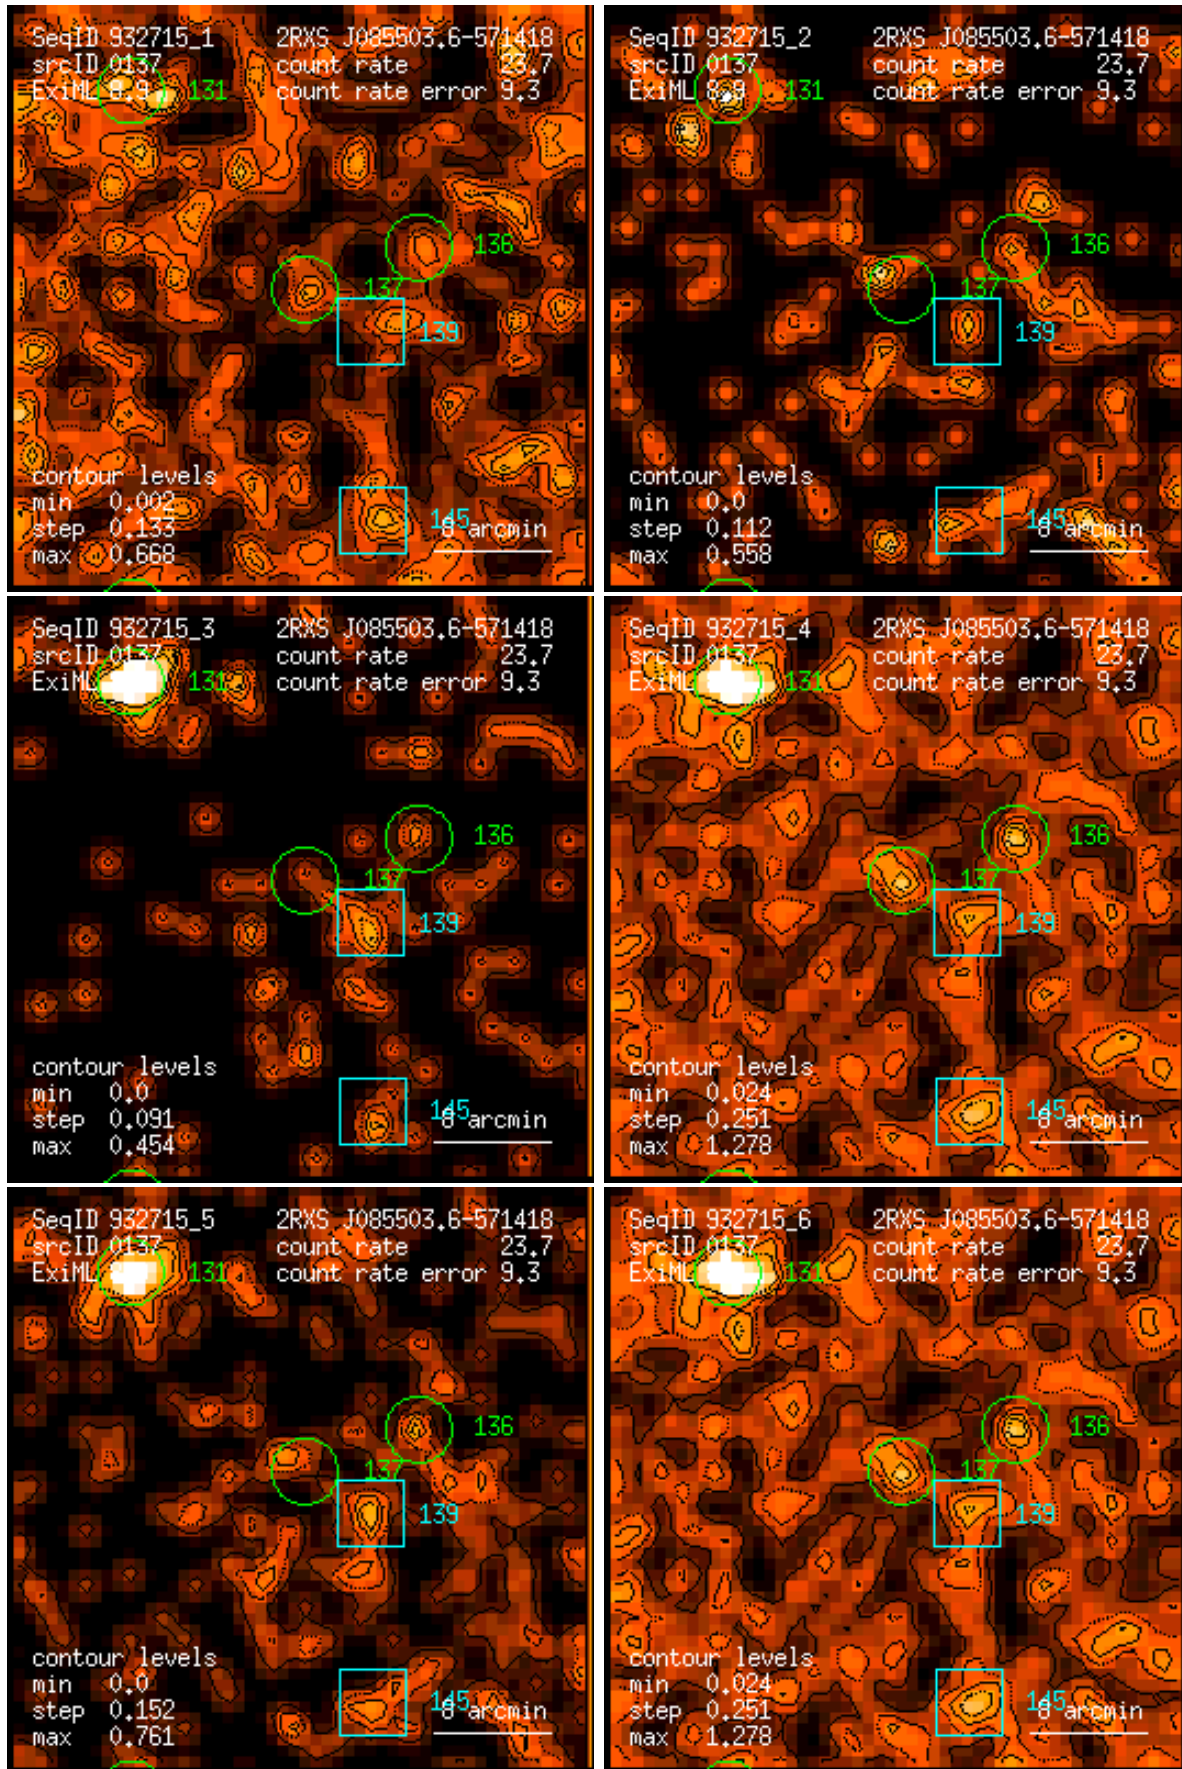 SeqID 932715_1 2RXS J085503.6-571418
srcID 0137 count rate 23.7
ExiML 8.9 131 count rate error 9.3
136
137
139
contour levels
min 0.002
step 0.133 145 8 arcmin
max 0.668
SeqID 932715_2 2RXS J085503.6-571418
srcID 0137 count rate 23.7
ExiML 8.9 131 count rate error 9.3
136
137
139
contour levels
min 0.0
step 0.112 145 8 arcmin
max 0.558
SeqID 932715_3 2RXS J085503.6-571418
srcID 0137 count rate 23.7
ExiML 131 count rate error 9.3
136
137
139
contour levels
min 0.0
step 0.091 145 8 arcmin
max 0.454
SeqID 932715_4 2RXS J085503.6-571418
srcID 0137 count rate 23.7
ExiML 131 count rate error 9.3
136
137
139
contour levels
min 0.024
step 0.251 145 8 arcmin
max 1.278
SeqID 932715_5 2RXS J085503.6-571418
srcID 0137 count rate 23.7
ExiML 131 count rate error 9.3
136
137
139
contour levels
min 0.0
step 0.152 145 8 arcmin
max 0.761
SeqID 932715_6 2RXS J085503.6-571418
srcID 0137 count rate 23.7
ExiML 131 count rate error 9.3
136
137
139
contour levels
min 0.024
step 0.251 145 8 arcmin
max 1.278